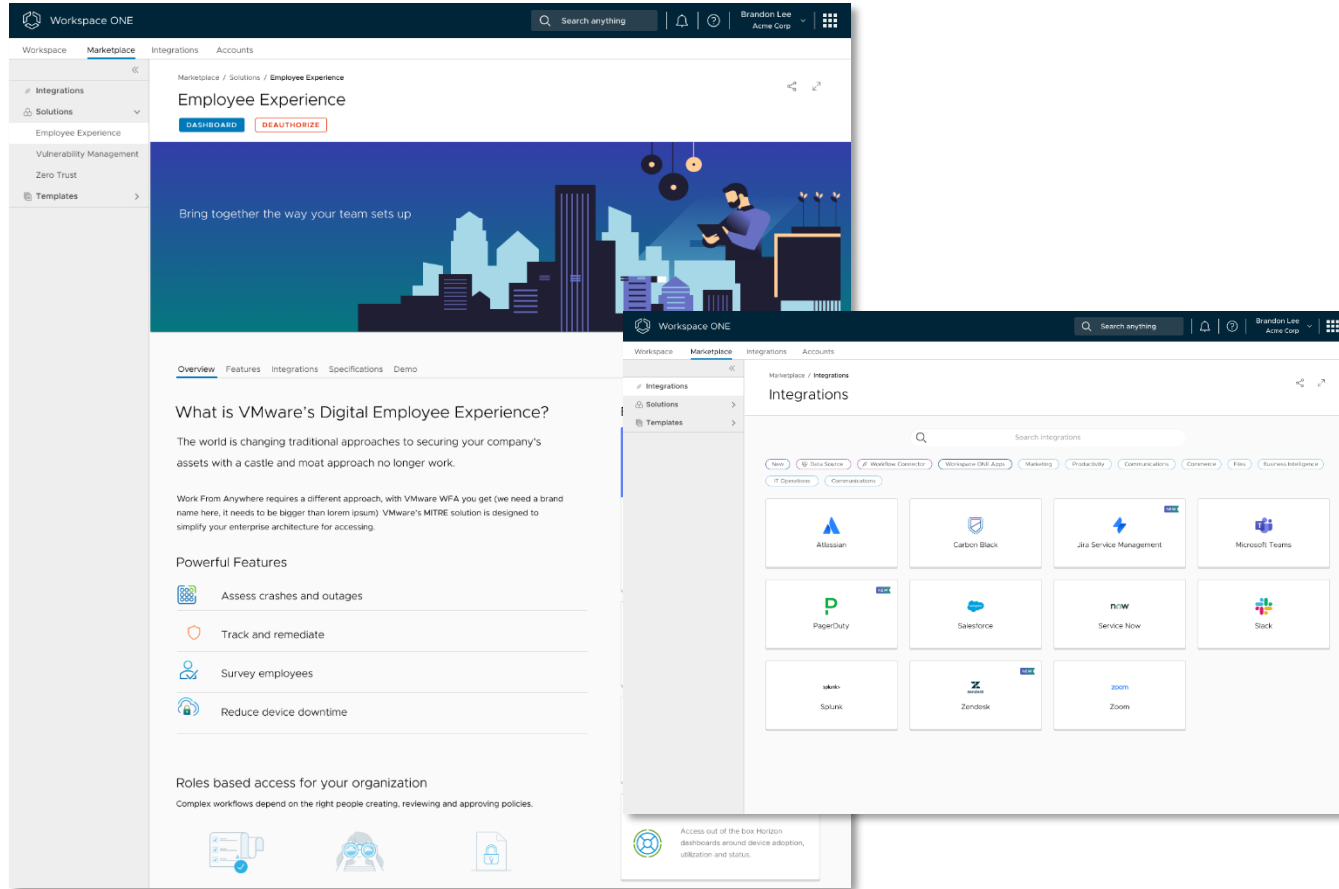 Workspace ONE
Search anything
Brandon Lee
Acme Corp
Workspace Marketplace Integrations Accounts
Integrations
Solutions
Employee Experience
Vulnerability Management
Zero Trust
Templates
Marketplace / Solutions / Employee Experience
Employee Experience
DASHBOARD DEAUTHORIZE
Bring together the way your team sets up
Overview Features Integrations Specifications Demo
What is VMware's Digital Employee Experience?
The world is changing traditional approaches to securing your company's
assets with a castle and moat approach no longer work.
Work From Anywhere requires a different approach, with VMware WFA you get (we need a brand
name here, it needs to be bigger than lorem ipsum) VMware's MITRE solution is designed to
simplify your enterprise architecture for accessing.
Powerful Features
Assess crashes and outages
Track and remediate
Survey employees
Reduce device downtime
Roles based access for your organization
Complex workflows depend on the right people creating, reviewing and approving policies.
Access out of the box Horizon
dashboards around device adoption,
utilization and status.
Workspace ONE
Search anything
Brandon Lee
Acme Corp
Workspace Marketplace Integrations Accounts
Integrations
Solutions
Templates
Marketplace / Integrations
Integrations
Search integrations
New Data Source Workflow Connector Workspace ONE Apps Marketing Productivity Communications Commerce Files Business Intelligence
IT Operations Communications
Atlassian
Carbon Black
NEW
Jira Service Management
Microsoft Teams
NEW
PagerDuty
Salesforce
now
Service Now
Slack
splunk>
Splunk
NEW
zendesk
Zendesk
zoom
Zoom